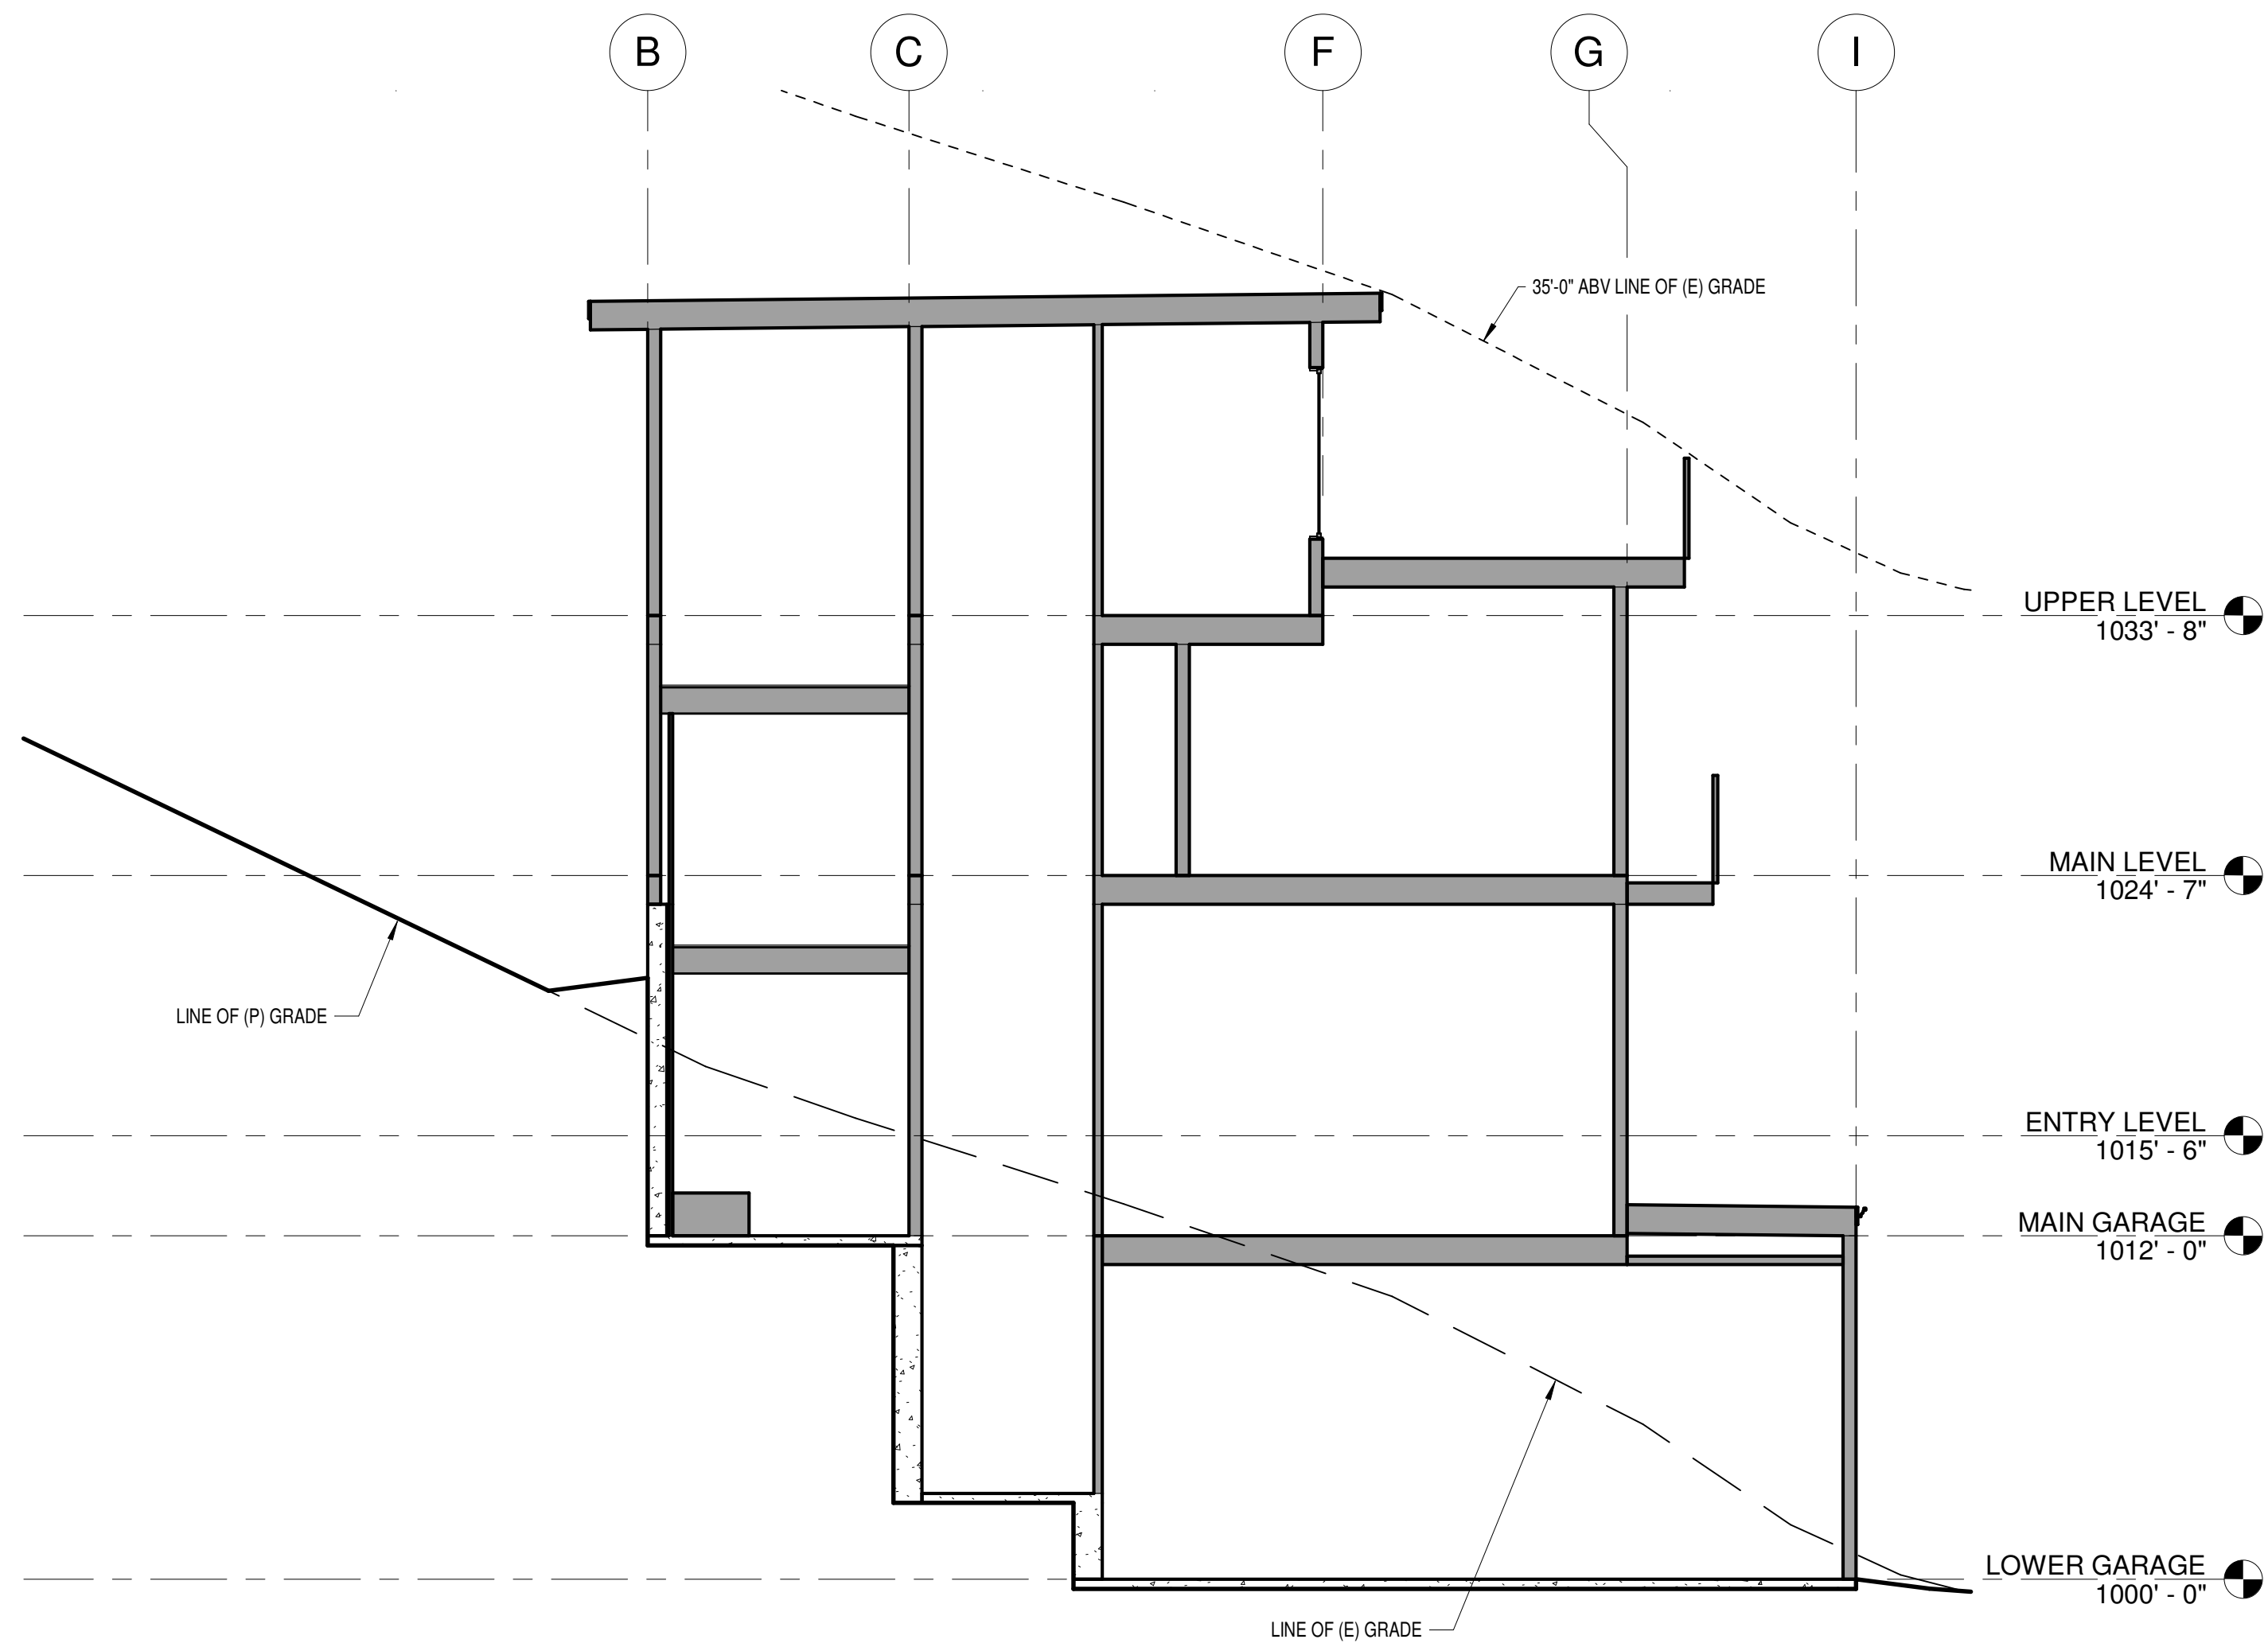 B
C
F
G
I
35'-0" ABV LINE OF (E) GRADE
UPPER LEVEL
1033' - 8"
MAIN LEVEL
1024' - 7"
LINE OF (P) GRADE
ENTRY LEVEL
1015' - 6"
MAIN GARAGE
1012' - 0"
LOWER GARAGE
1000' - 0"
LINE OF (E) GRADE